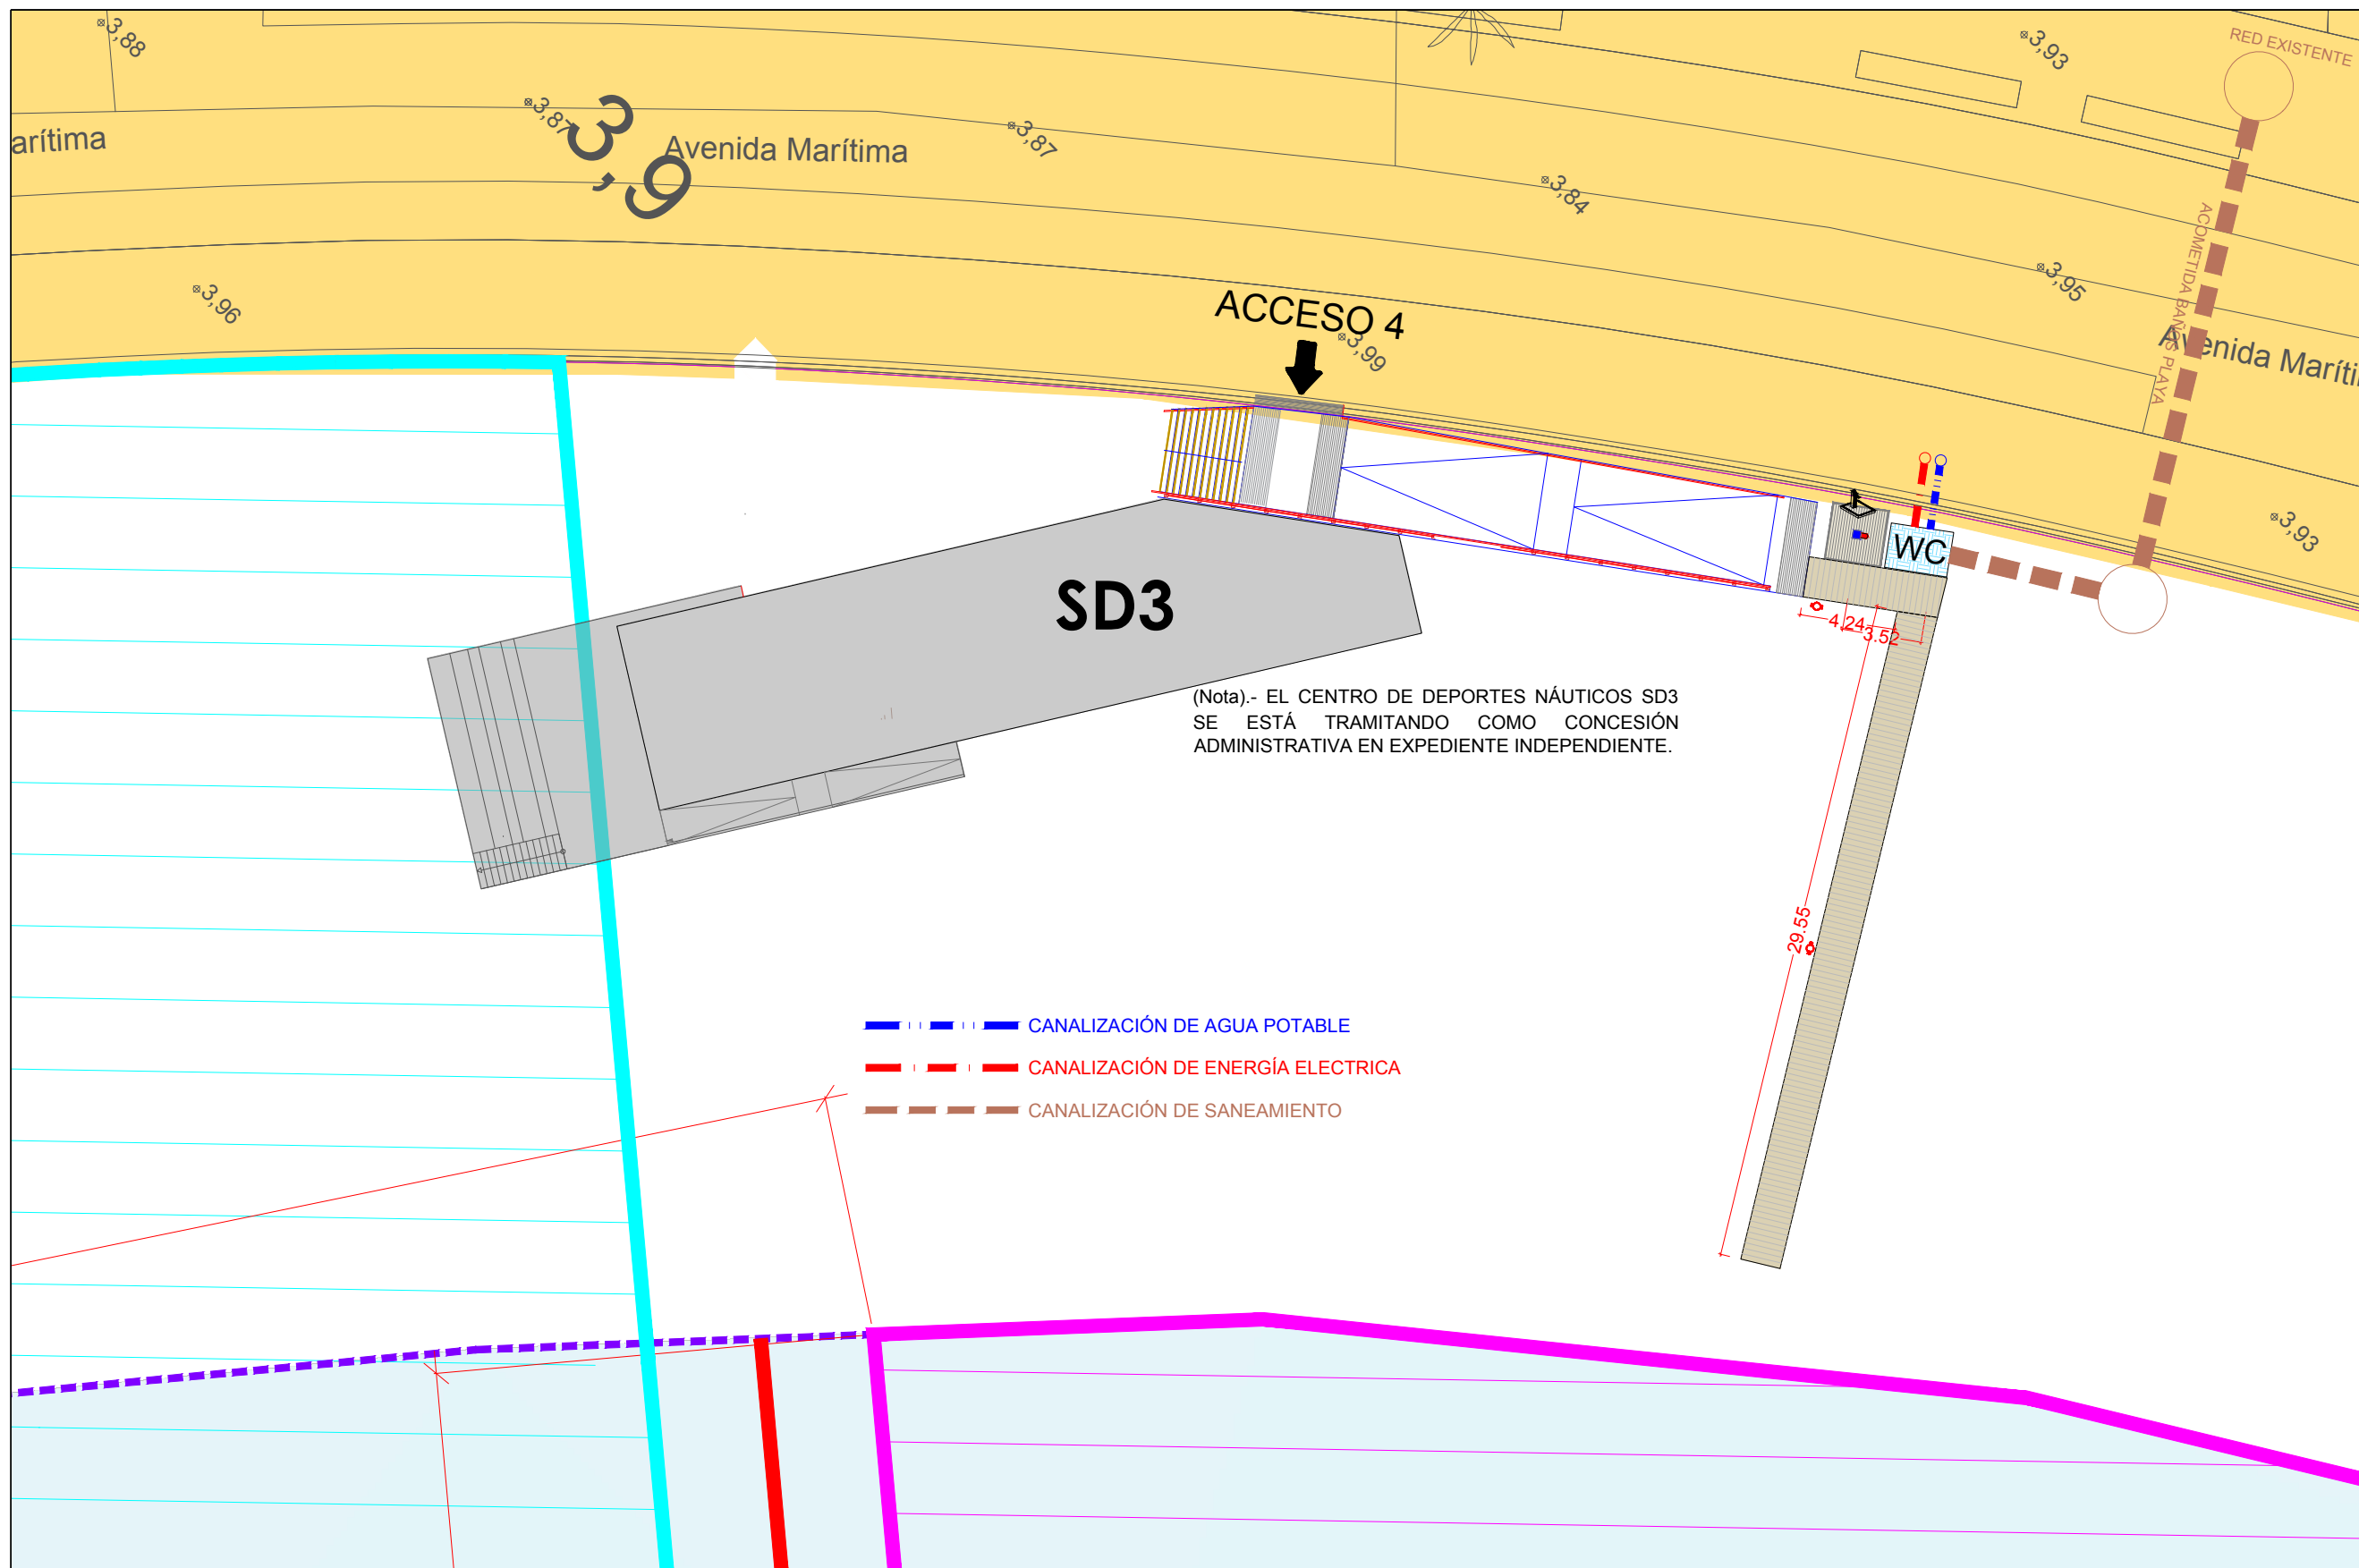 3,88
3,93
RED EXISTENTE
3,87
3,9
arítima
Avenida Marítima
3,87
3,84
ACOMETIDA BAÑOS PLAYA
3,95
3,96
ACCESO 4
3,99
Avenida Maríti
3,93
WC
SD3
4.24
3.52
(Nota).- EL CENTRO DE DEPORTES NÁUTICOS SD3
SE ESTÁ TRAMITANDO COMO CONCESIÓN
ADMINISTRATIVA EN EXPEDIENTE INDEPENDIENTE.
29.55
CANALIZACIÓN DE AGUA POTABLE
CANALIZACIÓN DE ENERGÍA ELECTRICA
CANALIZACIÓN DE SANEAMIENTO